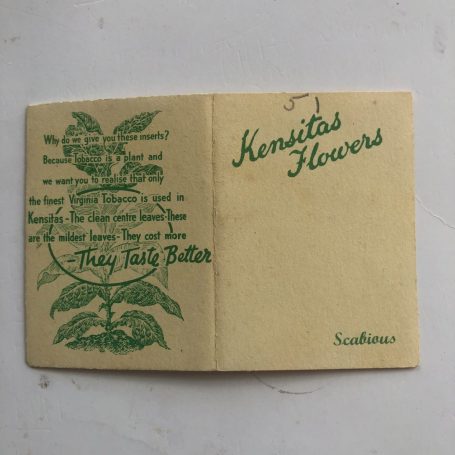 Why do we give you these inserts?
Because Tobacco is a plant and
we want you to realise that only
the finest Virginia Tobacco is used in
Kensitas - The clean centre leaves - These
are the mildest leaves - They cost more
- They Taste Better
51
Kensitas
Flowers
Scabious